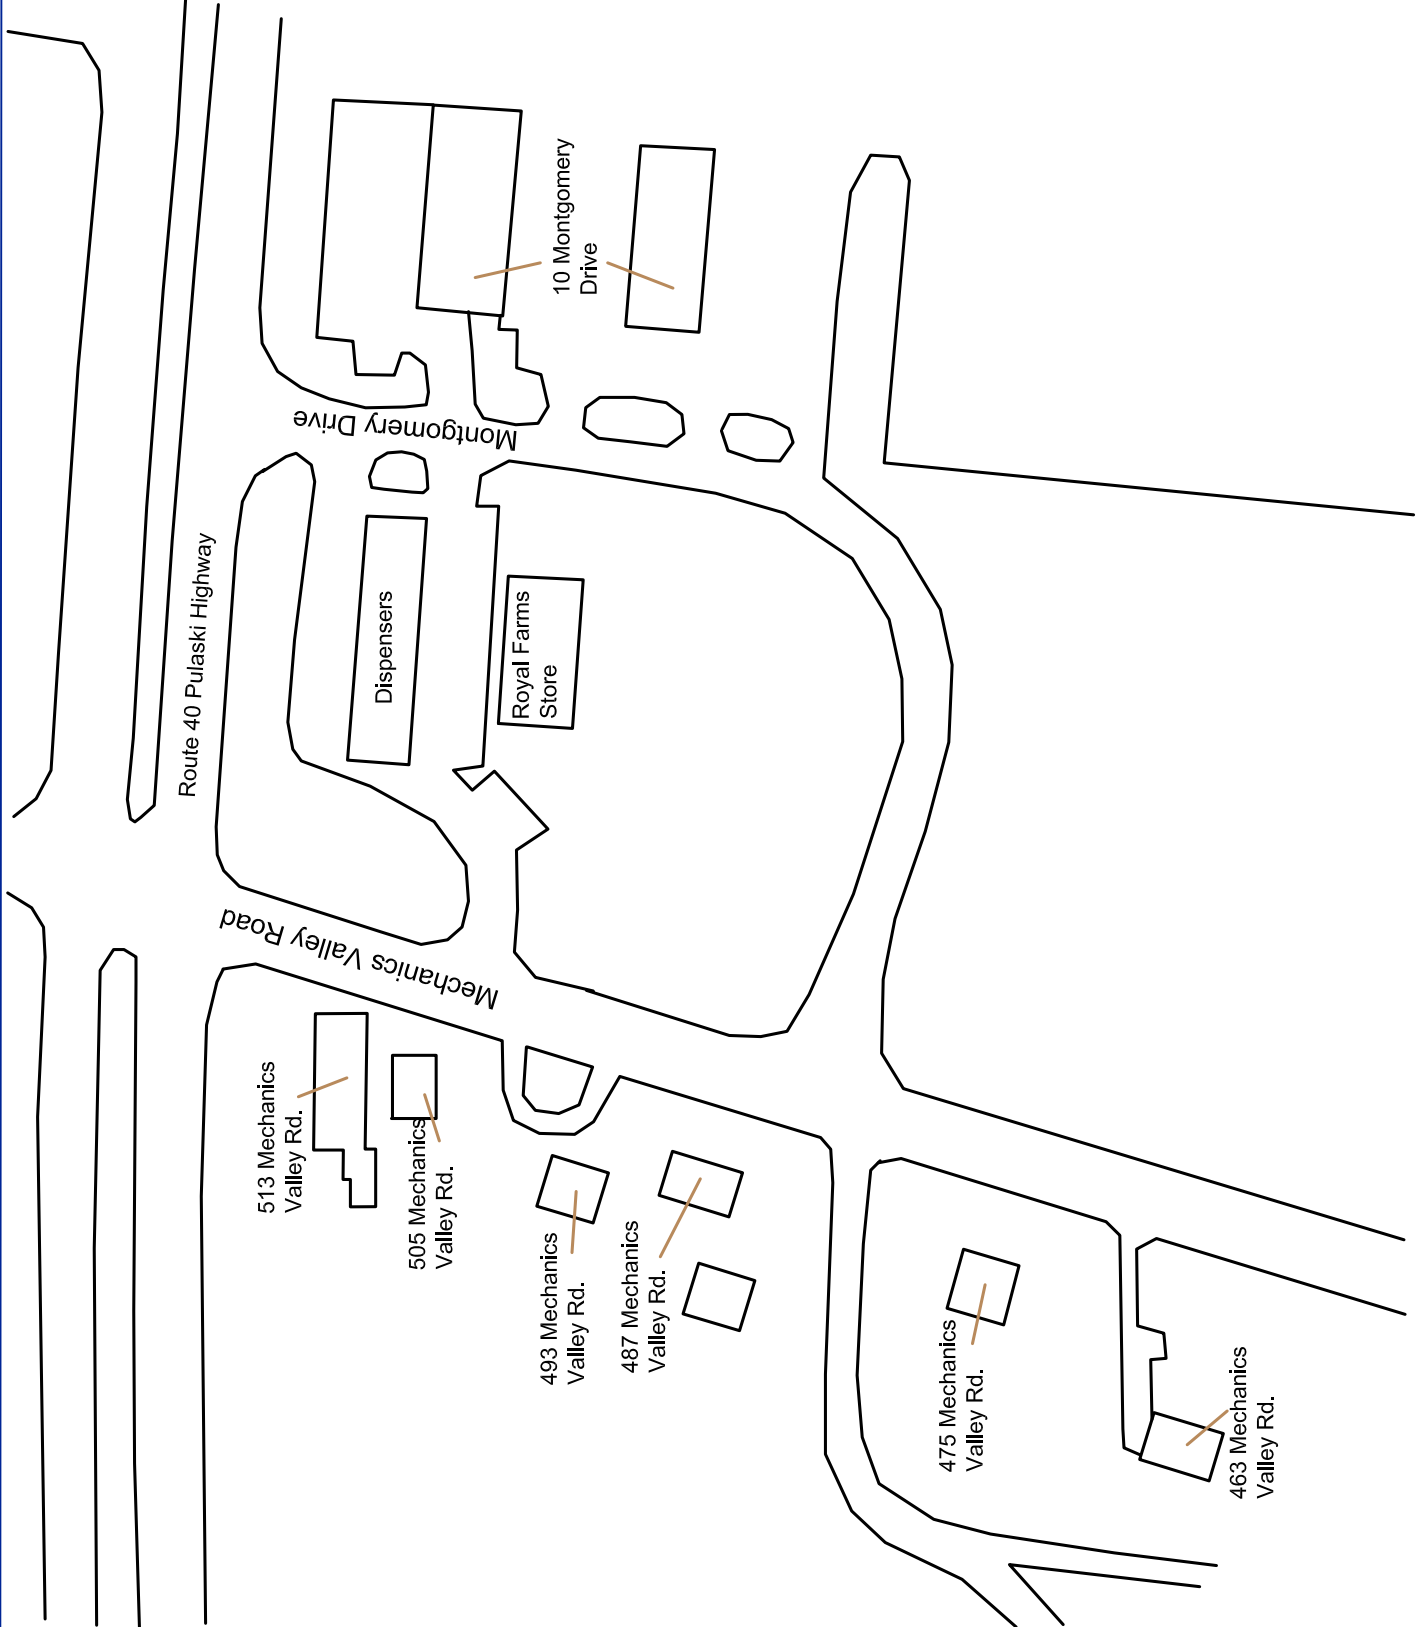 10 Montgomery
Drive
Montgomery Drive
Route 40 Pulaski Highway
Dispensers
Royal Farms
Store
Mechanics Valley Road
513 Mechanics
Valley Rd.
505 Mechanics
Valley Rd.
493 Mechanics
Valley Rd.
487 Mechanics
Valley Rd.
475 Mechanics
Valley Rd.
463 Mechanics
Valley Rd.